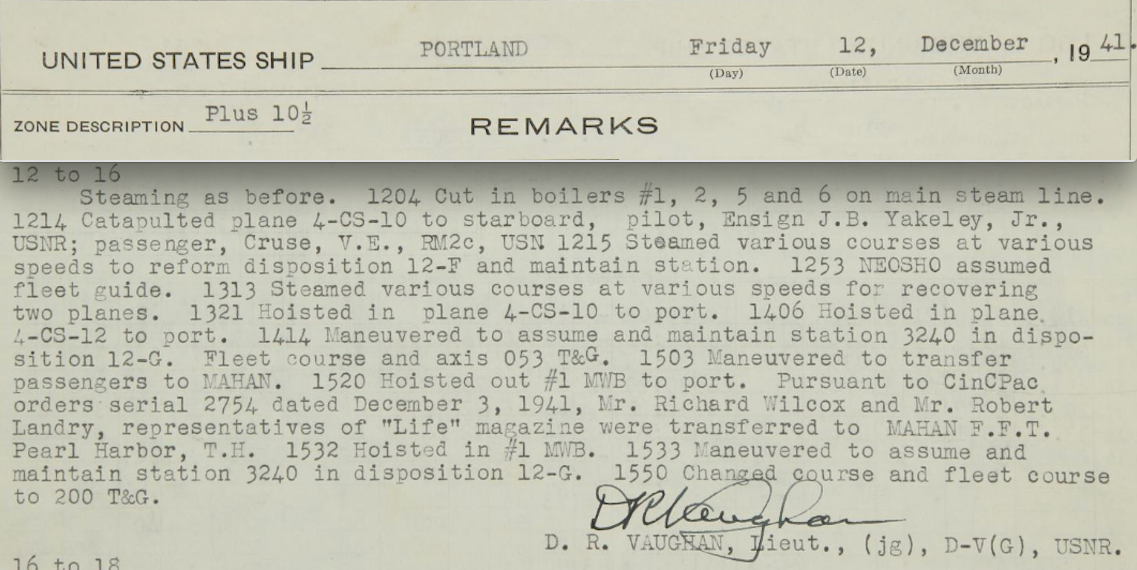 UNITED STATES SHIP PORTLAND Friday 12, December, 19 41.
(Day) (Date) (Month)
ZONE DESCRIPTION Plus 10½ REMARKS
12 to 16
Steaming as before. 1204 Cut in boilers #1, 2, 5 and 6 on main steam line.
1214 Catapulted plane 4-CS-10 to starboard, pilot, Ensign J.B. Yakeley, Jr.,
USNR; passenger, Cruse, V.E., RM2c, USN 1215 Steamed various courses at various
speeds to reform disposition 12-F and maintain station. 1253 NEOSHO assumed
fleet guide. 1313 Steamed various courses at various speeds for recovering
two planes. 1321 Hoisted in plane 4-CS-10 to port. 1406 Hoisted in plane
4-CS-12 to port. 1414 Maneuvered to assume and maintain station 3240 in dispo-
sition 12-G. Fleet course and axis 053 T&G. 1503 Maneuvered to transfer
passengers to MAHAN. 1520 Hoisted out #1 MWB to port. Pursuant to CinCPac
orders serial 2754 dated December 3, 1941, Mr. Richard Wilcox and Mr. Robert
Landry, representatives of "Life" magazine were transferred to MAHAN F.F.T.
Pearl Harbor, T.H. 1532 Hoisted in #1 MWB. 1533 Maneuvered to assume and
maintain station 3240 in disposition 12-G. 1550 Changed course and fleet course
to 200 T&G.
D R Vaughan
D. R. VAUGHAN, Lieut., (jg), D-V(G), USNR.
16 to 18